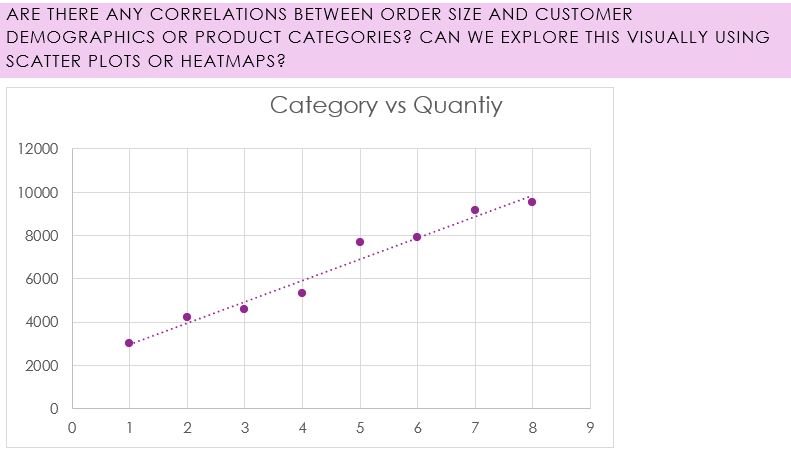 ARE THERE ANY CORRELATIONS BETWEEN ORDER SIZE AND CUSTOMER
DEMOGRAPHICS OR PRODUCT CATEGORIES? CAN WE EXPLORE THIS VISUALLY USING
SCATTER PLOTS OR HEATMAPS?
Category vs Quantiy
12000
10000
8000
6000
4000
2000
0
0 1 2 3 4 5 6 7 8 9